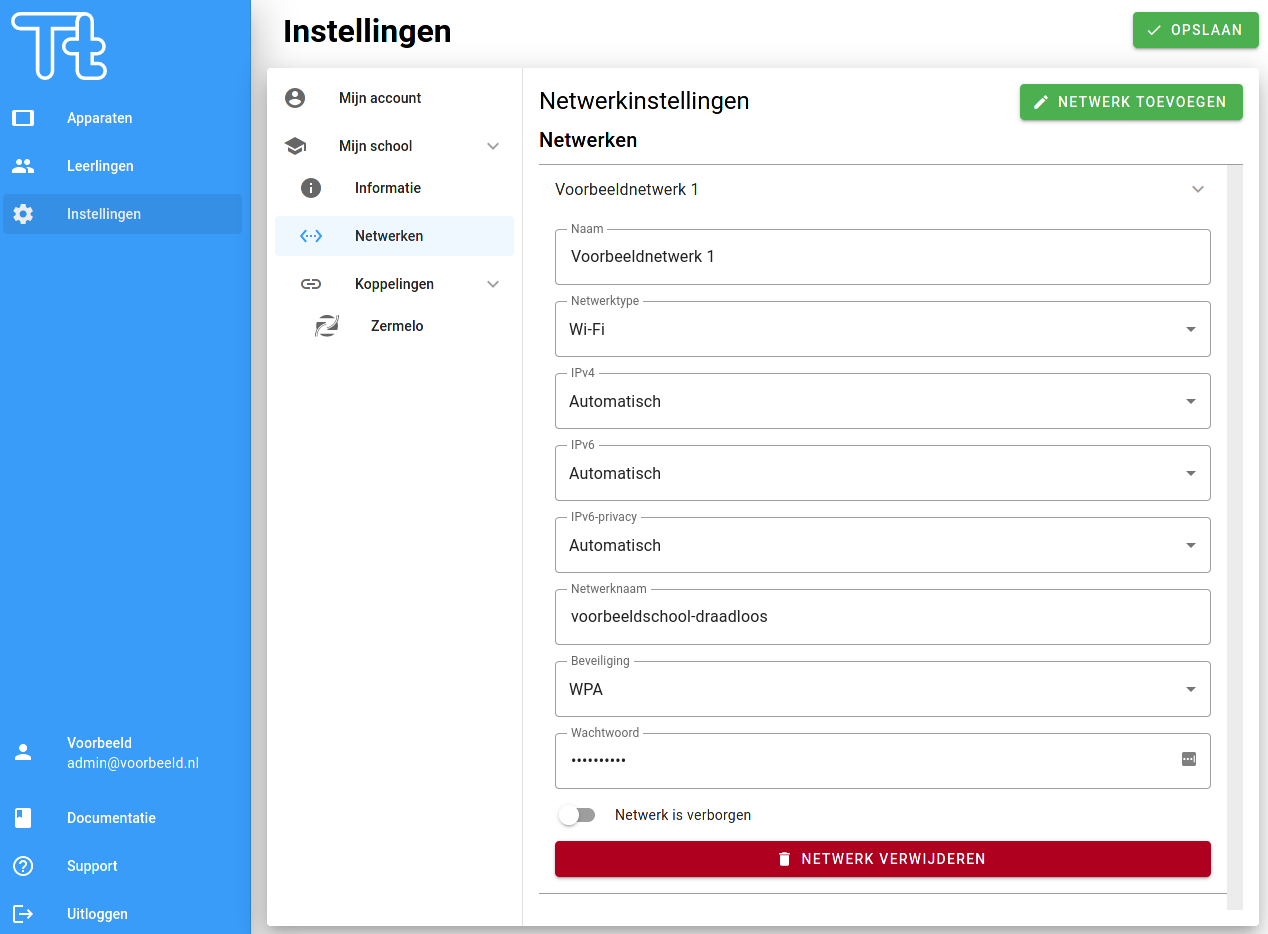 Tt
Apparaten
Leerlingen
Instellingen
Voorbeeld
admin@voorbeeld.nl
Documentatie
Support
Uitloggen
Instellingen
OPSLAAN
Mijn account
Mijn school
Informatie
Netwerken
Koppelingen
Zermelo
Netwerkinstellingen
NETWERK TOEVOEGEN
Netwerken
Voorbeeldnetwerk 1
Naam
Voorbeeldnetwerk 1
Netwerktype
Wi-Fi
IPv4
Automatisch
IPv6
Automatisch
IPv6-privacy
Automatisch
Netwerknaam
voorbeeldschool-draadloos
Beveiliging
WPA
Wachtwoord
••••••••••
Netwerk is verborgen
NETWERK VERWIJDEREN